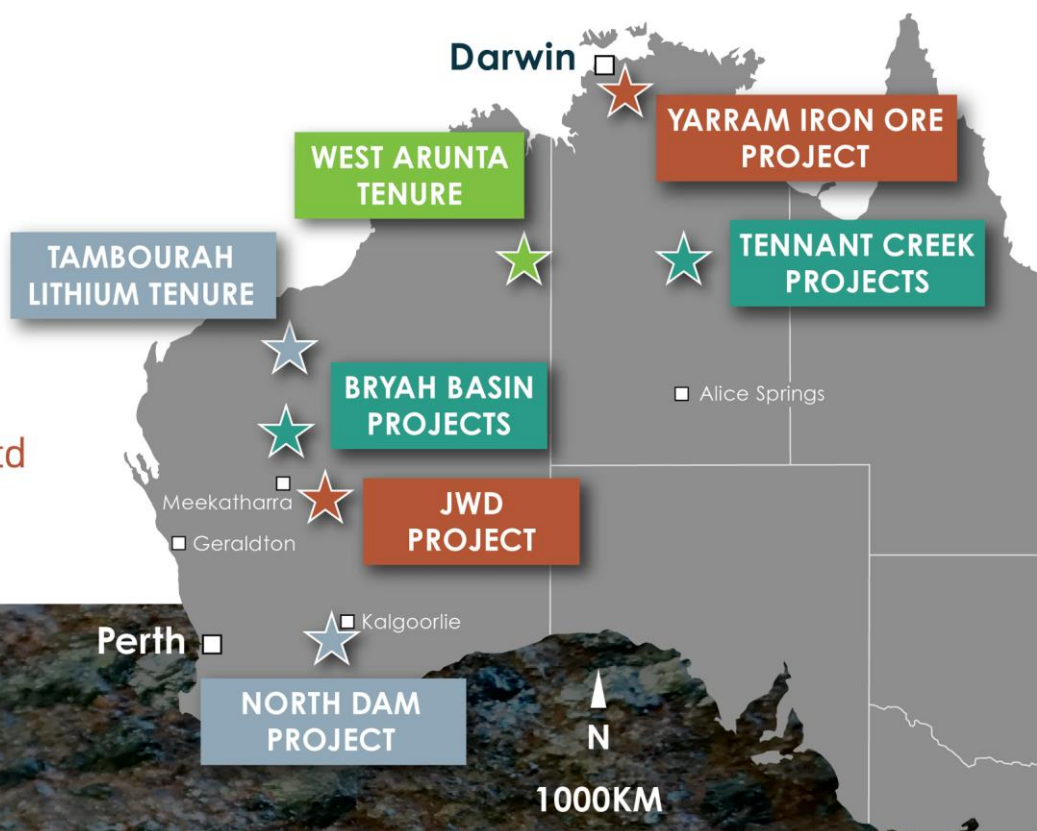 Darwin
YARRAM IRON ORE
PROJECT
WEST ARUNTA
TENURE
TAMBOURAH
LITHIUM TENURE
TENNANT CREEK
PROJECTS
BRYAH BASIN
PROJECTS
Alice Springs
td
Meekatharra
JWD
PROJECT
Geraldton
Kalgoorlie
Perth
NORTH DAM
PROJECT
N
1000KM